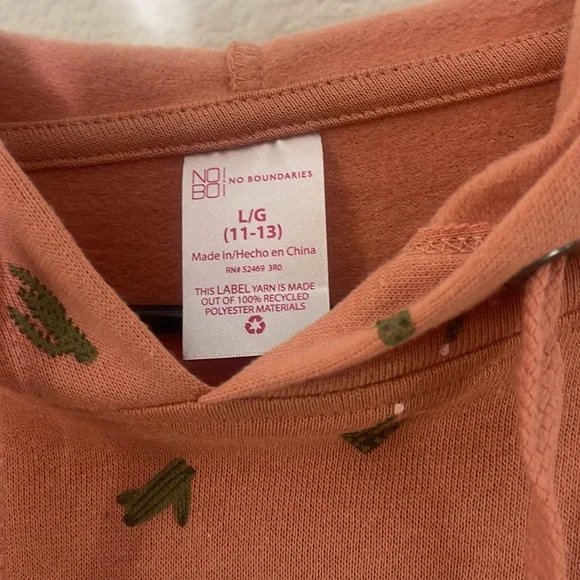 NO!
BO! NO BOUNDARIES
L/G
(11-13)
Made in/Hecho en China
RN# 52469 3R0
THIS LABEL YARN IS MADE
OUT OF 100% RECYCLED
POLYESTER MATERIALS